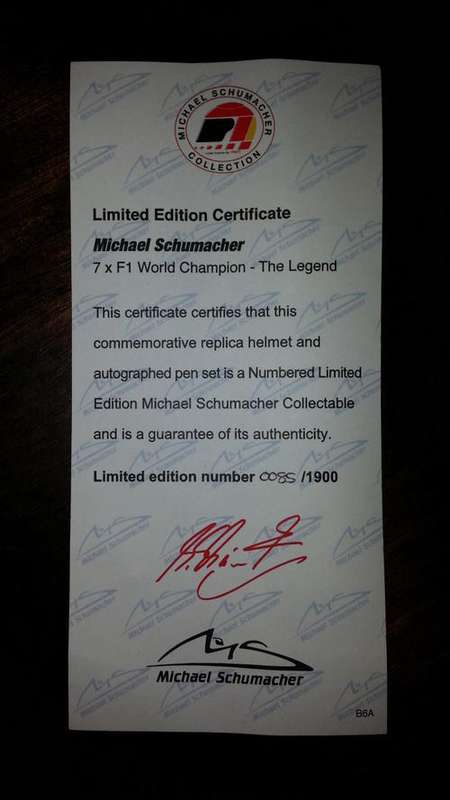 MICHAEL SCHUMACHER
COLLECTION
Limited Edition Certificate
Michael Schumacher
7 x F1 World Champion - The Legend
This certificate certifies that this
commemorative replica helmet and
autographed pen set is a Numbered Limited
Edition Michael Schumacher Collectable
and is a guarantee of its authenticity.
Limited edition number 0085 /1900
Michael Schumacher
B6A